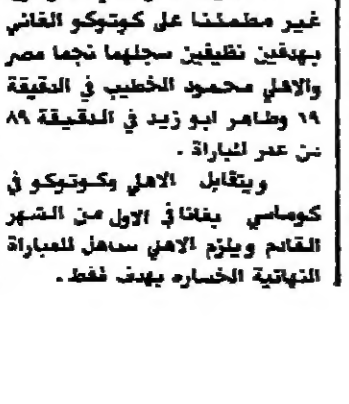 غير مطمئنا على كوتوكو الغاني
بهدفين نظيفين سجلهما نجما مصر
والاهلي محمود الخطيب في الدقيقة
١٩ وطاهر ابو زيد في الدقيقة ٨٩
من عمر المباراة .
ويتقابل الاهلي وكوتوكو في
كوماسي بغانا في الاول من الشهر
القادم ويلزم الاهلي للمباراة
النهائية الخساره بهدف فقط .